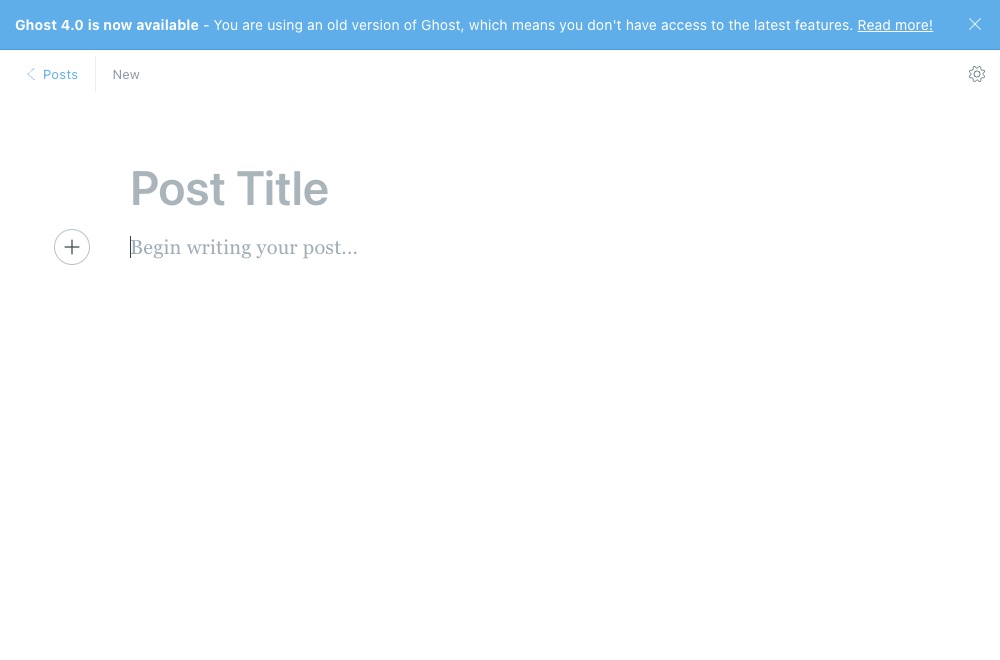 Ghost 4.0 is now available - You are using an old version of Ghost, which means you don't have access to the latest features. Read more!
Posts
New
Post Title
Begin writing your post...